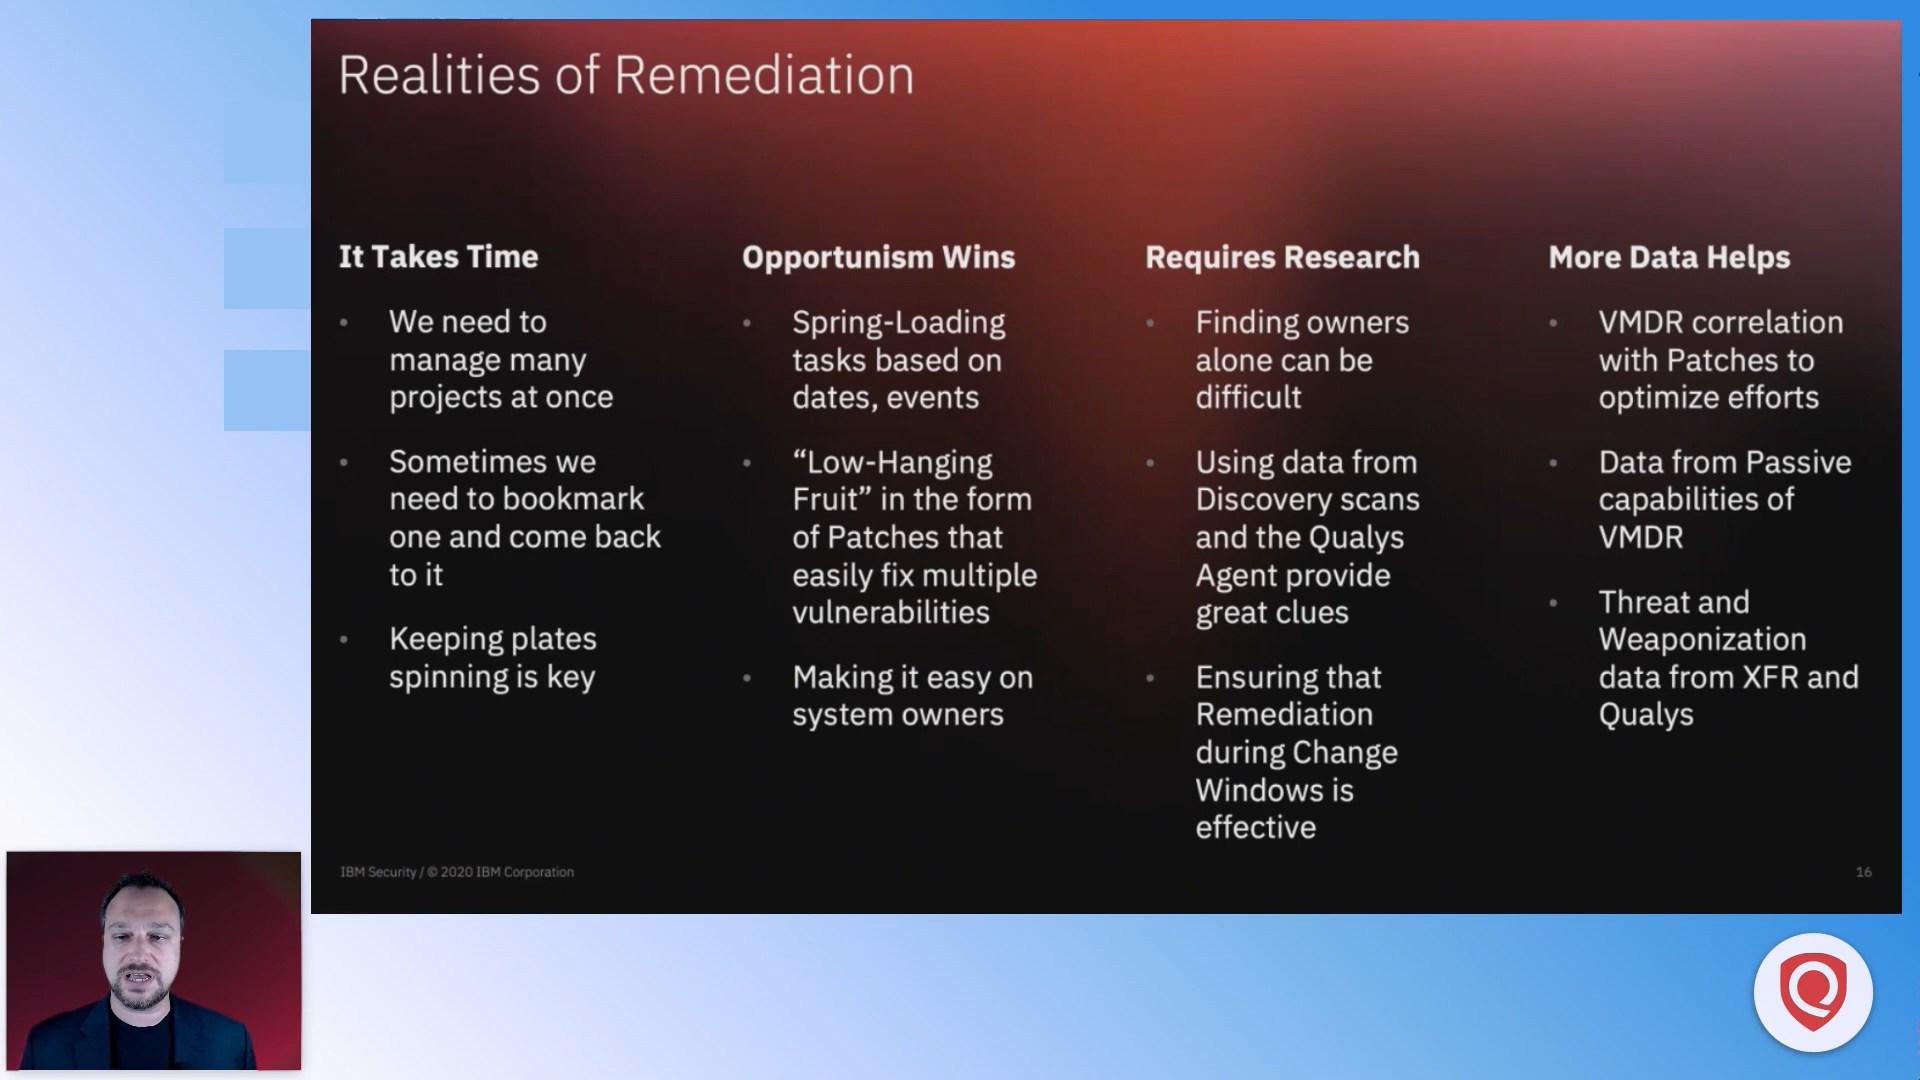 Realities of Remediation
It Takes Time
We need to
manage many
projects at once
Sometimes we
need to bookmark
one and come back
to it
Keeping plates
spinning is key
Opportunism Wins
Spring-Loading
tasks based on
dates, events
“Low-Hanging
Fruit” in the form
of Patches that
easily fix multiple
vulnerabilities
Making it easy on
system owners
Requires Research
Finding owners
alone can be
difficult
Using data from
Discovery scans
and the Qualys
Agent provide
great clues
Ensuring that
Remediation
during Change
Windows is
effective
More Data Helps
VMDR correlation
with Patches to
optimize efforts
Data from Passive
capabilities of
VMDR
Threat and
Weaponization
data from XFR and
Qualys
IBM Security / © 2020 IBM Corporation
16